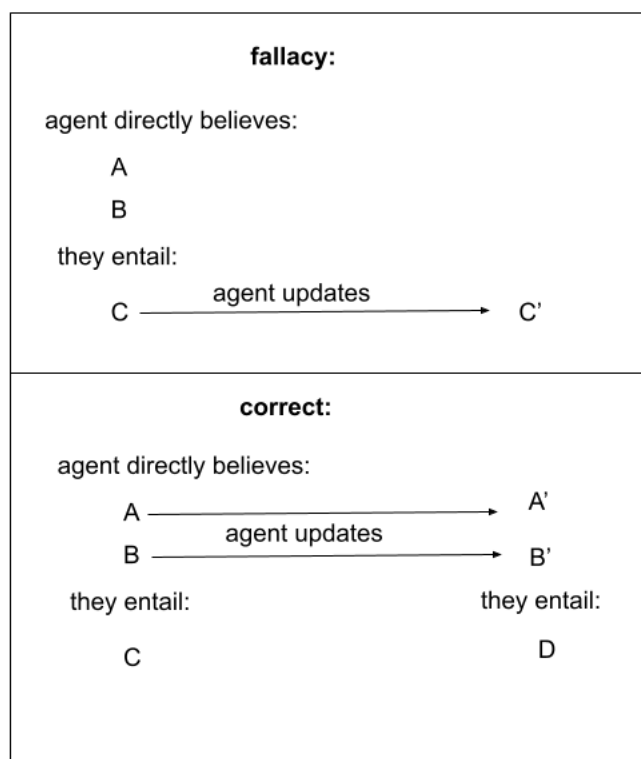 fallacy:
agent directly believes:
A
B
they entail:
agent updates
C C’
correct:
agent directly believes:
A A’
agent updates
B B’
they entail: they entail:
C D